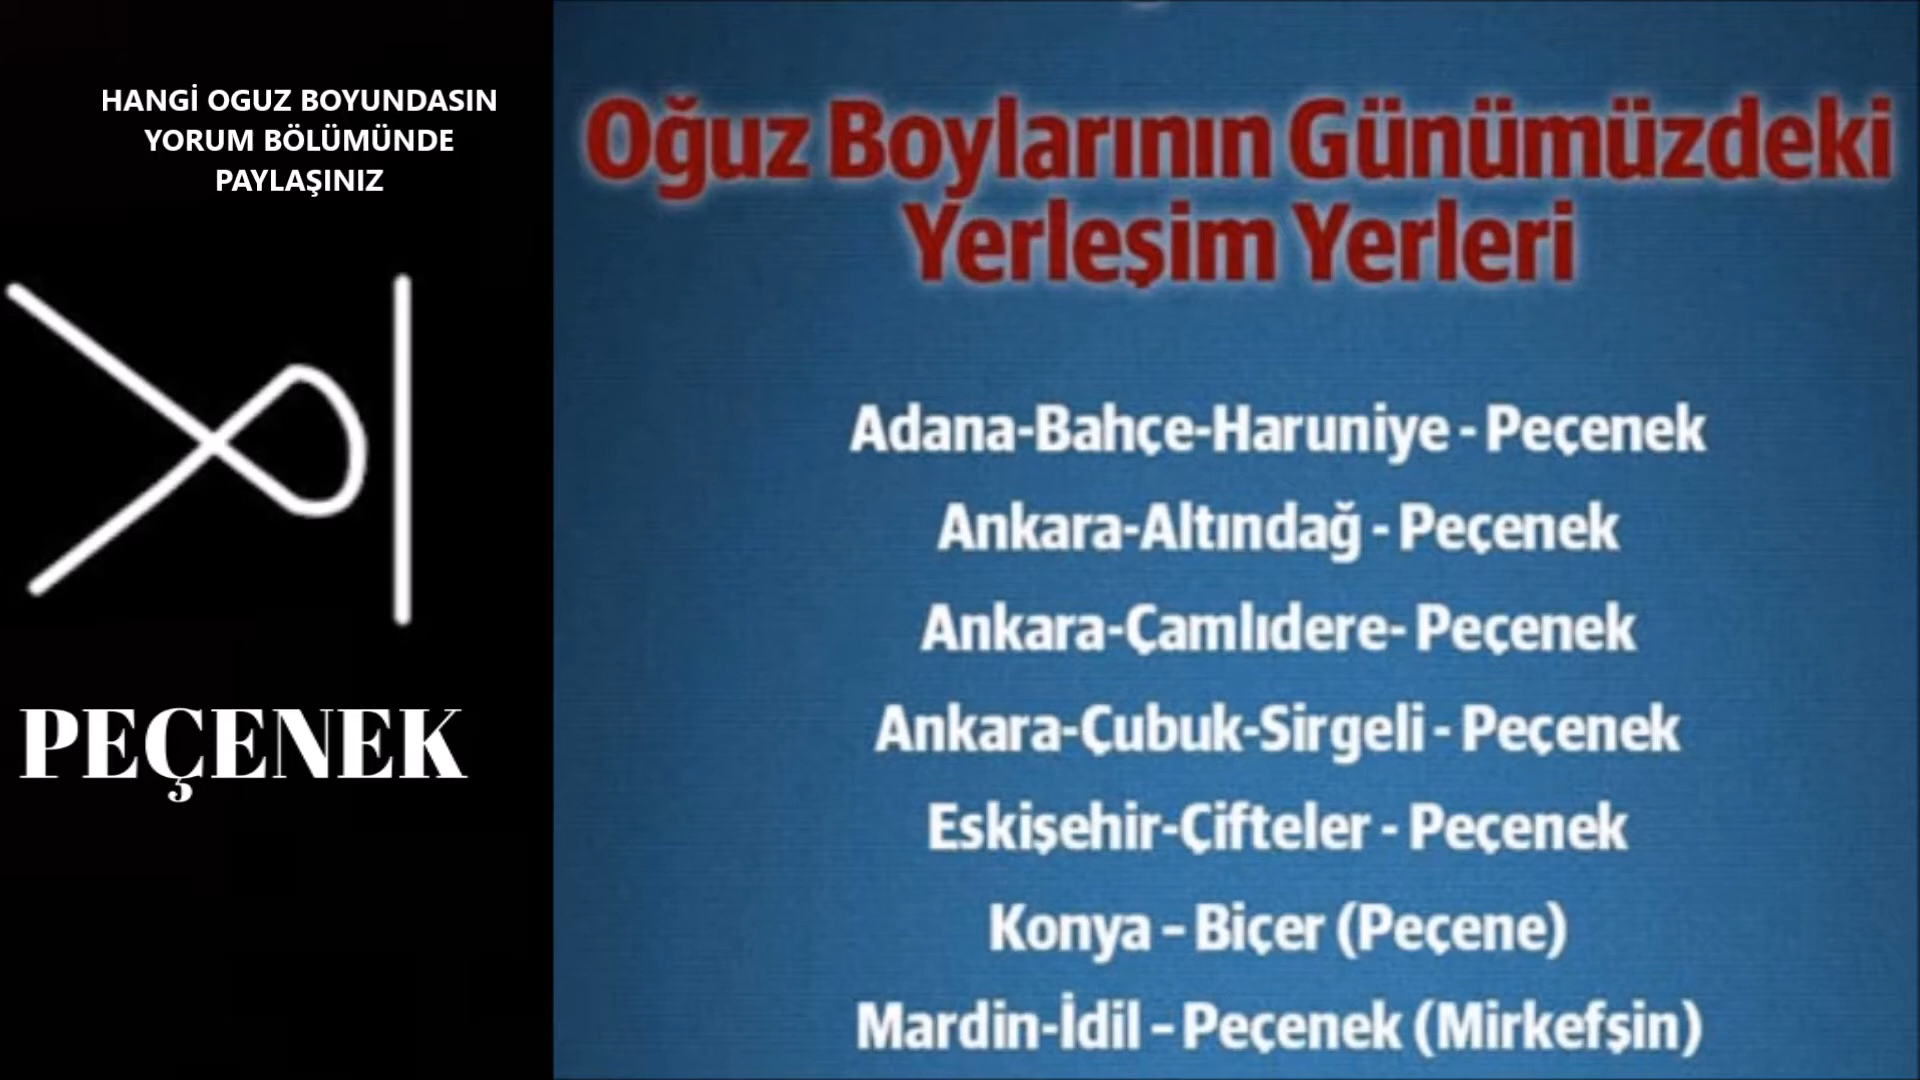 HANGİ OGUZ BOYUNDASIN
YORUM BÖLÜMÜNDE
PAYLAŞINIZ
PEÇENEK
Oğuz Boylarının Günümüzdeki
Yerleşim Yerleri
Adana-Bahçe-Haruniye - Peçenek
Ankara-Altındağ - Peçenek
Ankara-Çamlıdere- Peçenek
Ankara-Çubuk-Sirgeli - Peçenek
Eskişehir-Çifteler - Peçenek
Konya – Biçer (Peçene)
Mardin-İdil – Peçenek (Mirkefşin)